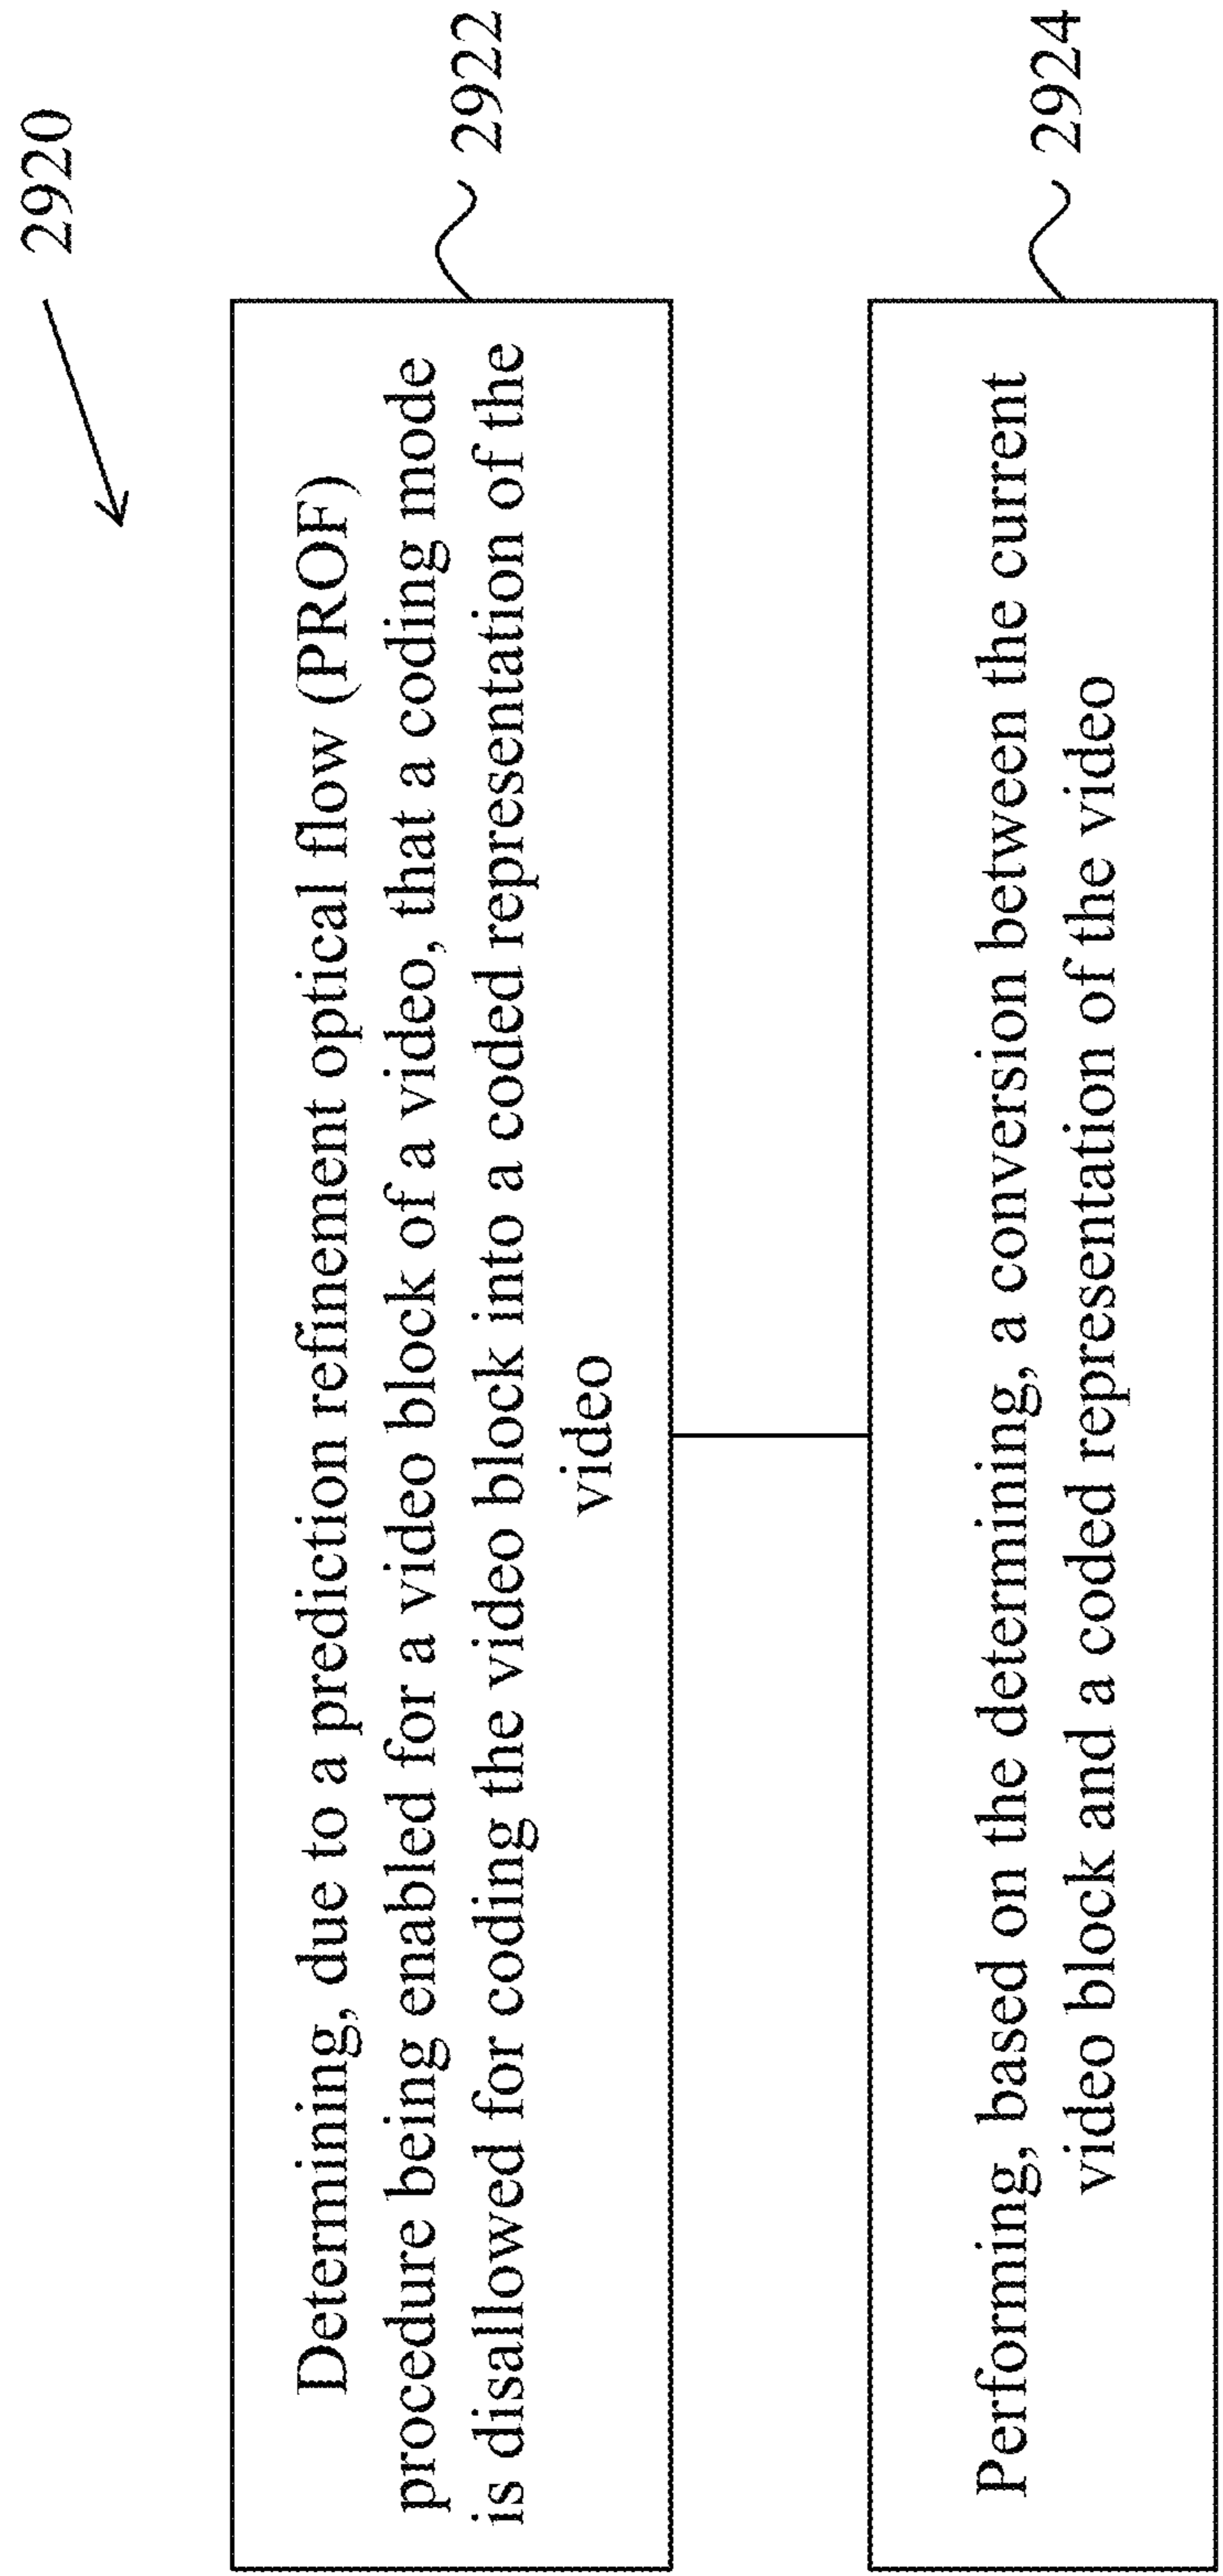 2920
Determining, due to a prediction refinement optical flow (PROF)
procedure being enabled for a video block of a video, that a coding mode
is disallowed for coding the video block into a coded representation of the
video
2922
Performing, based on the determining, a conversion between the current
video block and a coded representation of the video
2924